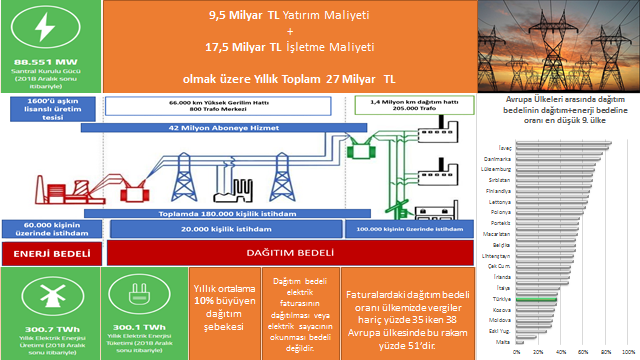 9,5 Milyar TL Yatırım Maliyeti
+
17,5 Milyar TL İşletme Maliyeti
olmak üzere Yıllık Toplam 27 Milyar TL
88.551 MW
Santral Kurulu Gücü
(2018 Aralık sonu
itibariyle)
1600'ü aşkın
lisanslı üretim
tesisi
66.000 km Yüksek Gerilim Hattı
800 Trafo Merkezi
1,4 Milyon km dağıtım hattı
205.000 Trafo
42 Milyon Aboneye Hizmet
Toplamda 180.000 kişilik istihdam
60.000 kişinin
üzerinde istihdam
20.000 kişilik istihdam
100.000 kişinin üzerinde istihdam
ENERJİ BEDELİ
DAĞITIM BEDELİ
300.7 TWh
Yıllık Elektrik Enerjisi
Üretimi (2018 Aralık
sonu itibariyle)
300.1 TWh
Yıllık Elektrik Enerjisi
Tüketimi (2018 Aralık
sonu itibariyle)
Yıllık ortalama
10% büyüyen
dağıtım
şebekesi
Dağıtım bedeli
elektrik
faturasının
dağıtılması veya
elektrik sayacının
okunması bedeli
değildir.
Faturalardaki dağıtım bedeli
oranı ülkemizde vergiler
hariç yüzde 35 iken 38
Avrupa ülkesinde bu rakam
yüzde 51'dir.
Avrupa Ülkeleri arasında dağıtım
bedelinin dağıtım+enerji bedeline
oranı en düşük 9. ülke
İsveç
Danimarka
Lüksemburg
Sırbistan
Finlandiya
Lettonya
Polonya
Portekiz
Macaristan
Belçika
Lihtenştayn
Çek Cum.
İrlanda
İtalya
Türkiye
Kosova
Moldova
Eski Yug.
Malta
0% 20% 40% 60% 80% 100%